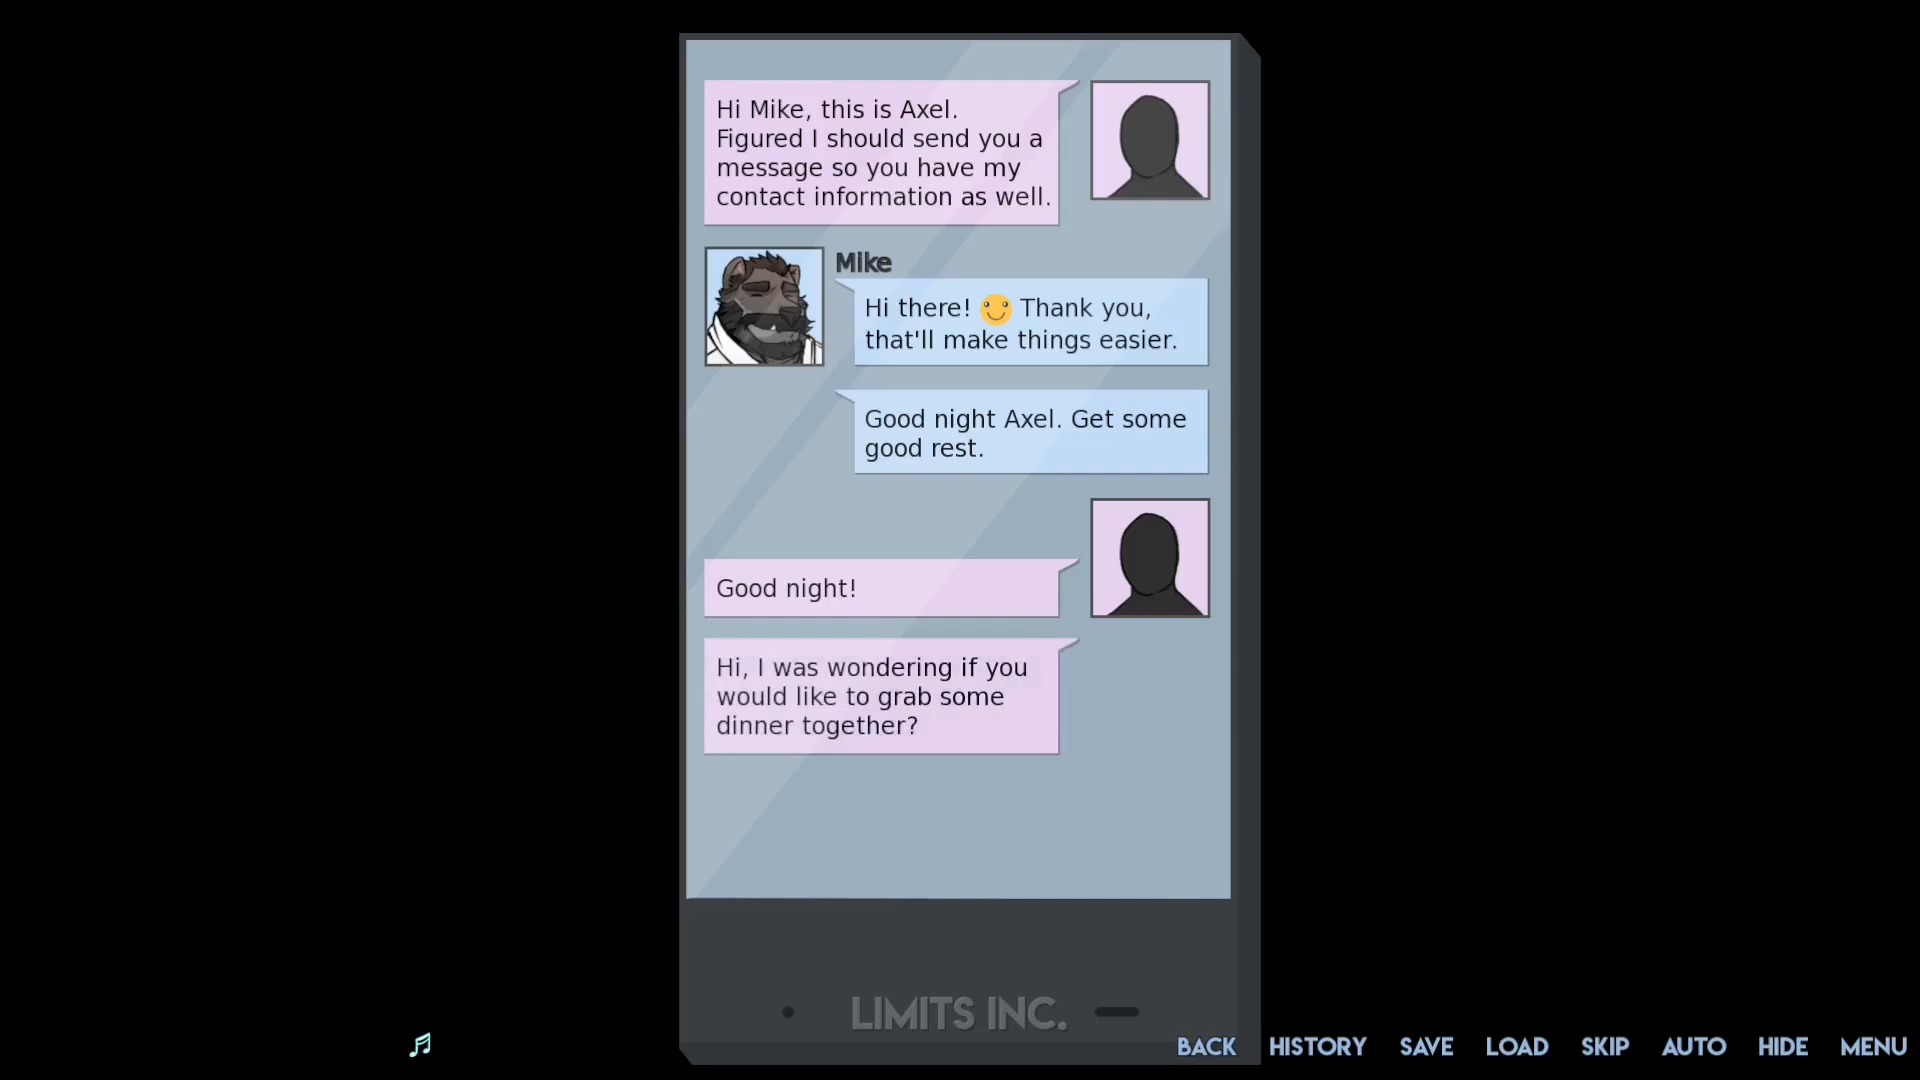 Hi Mike, this is Axel.
Figured I should send you a
message so you have my
contact information as well.
Mike
Hi there! 🙂 Thank you,
that'll make things easier.
Good night Axel. Get some
good rest.
Good night!
Hi, I was wondering if you
would like to grab some
dinner together?
LIMITS INC.
BACK HISTORY SAVE LOAD SKIP AUTO HIDE MENU